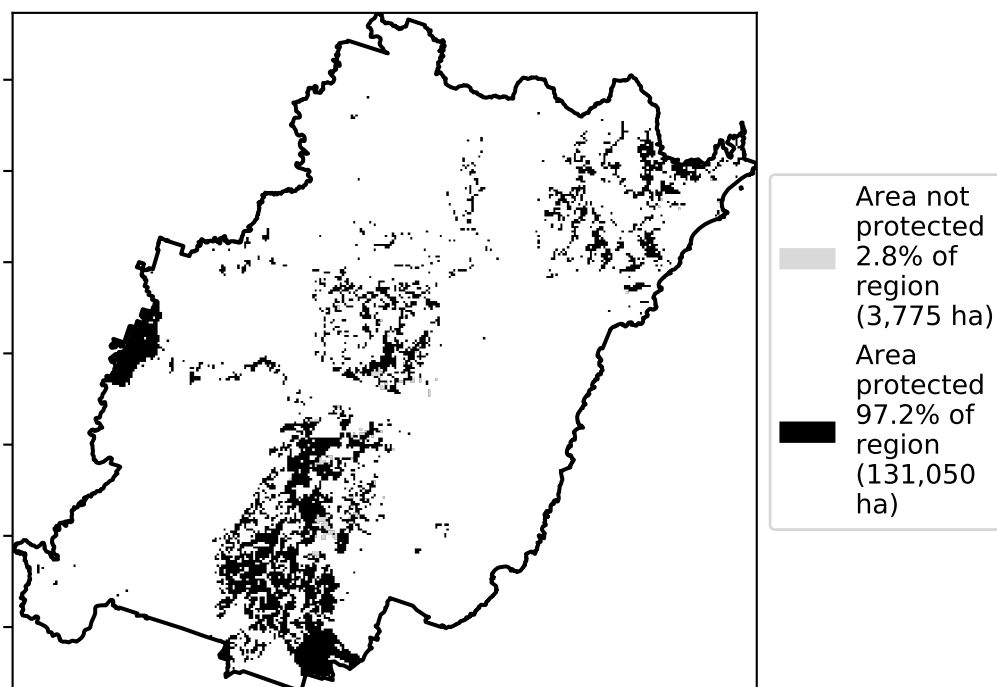 Area not
protected
2.8% of
region
(3,775 ha)
Area
protected
97.2% of
region
(131,050
ha)